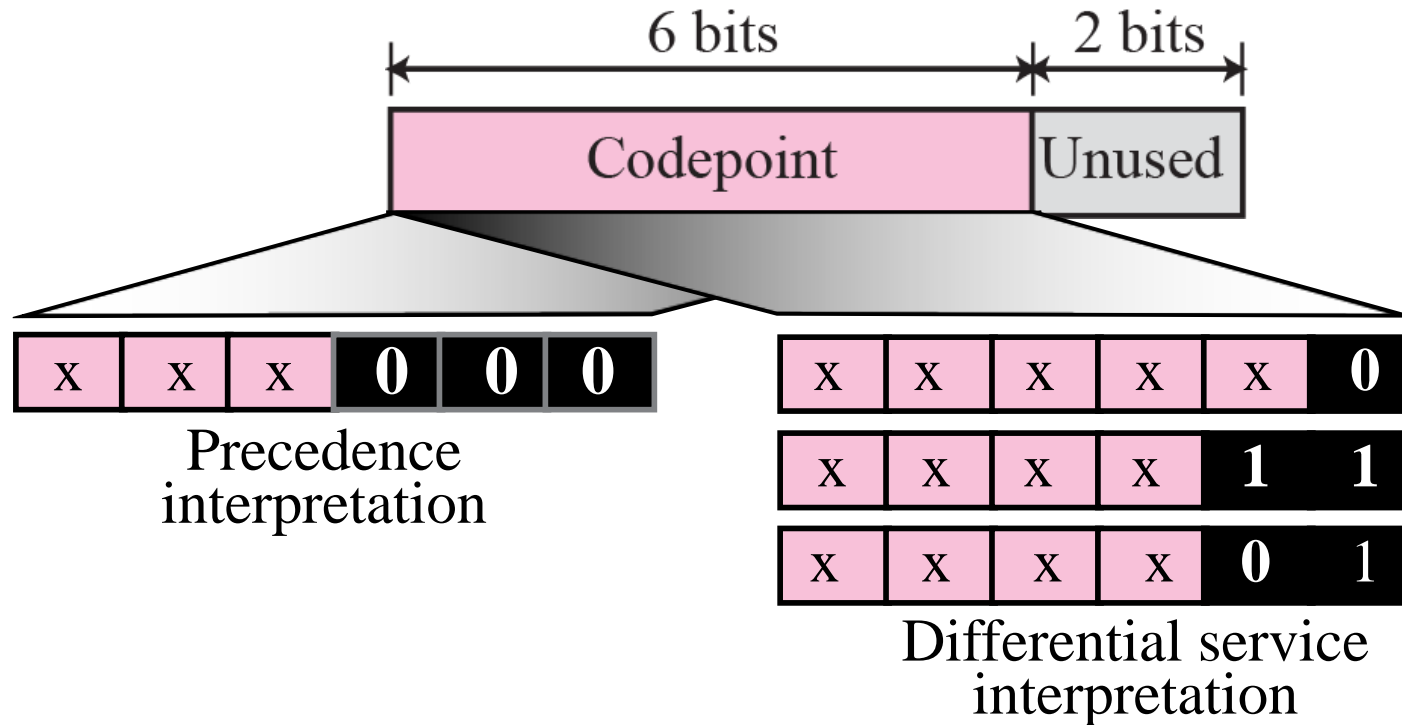 6 bits 2 bits
Codepoint Unused
x x x 0 0 0
Precedence
interpretation
x x x x x 0
x x x x 1 1
x x x x 0 1
Differential service
interpretation